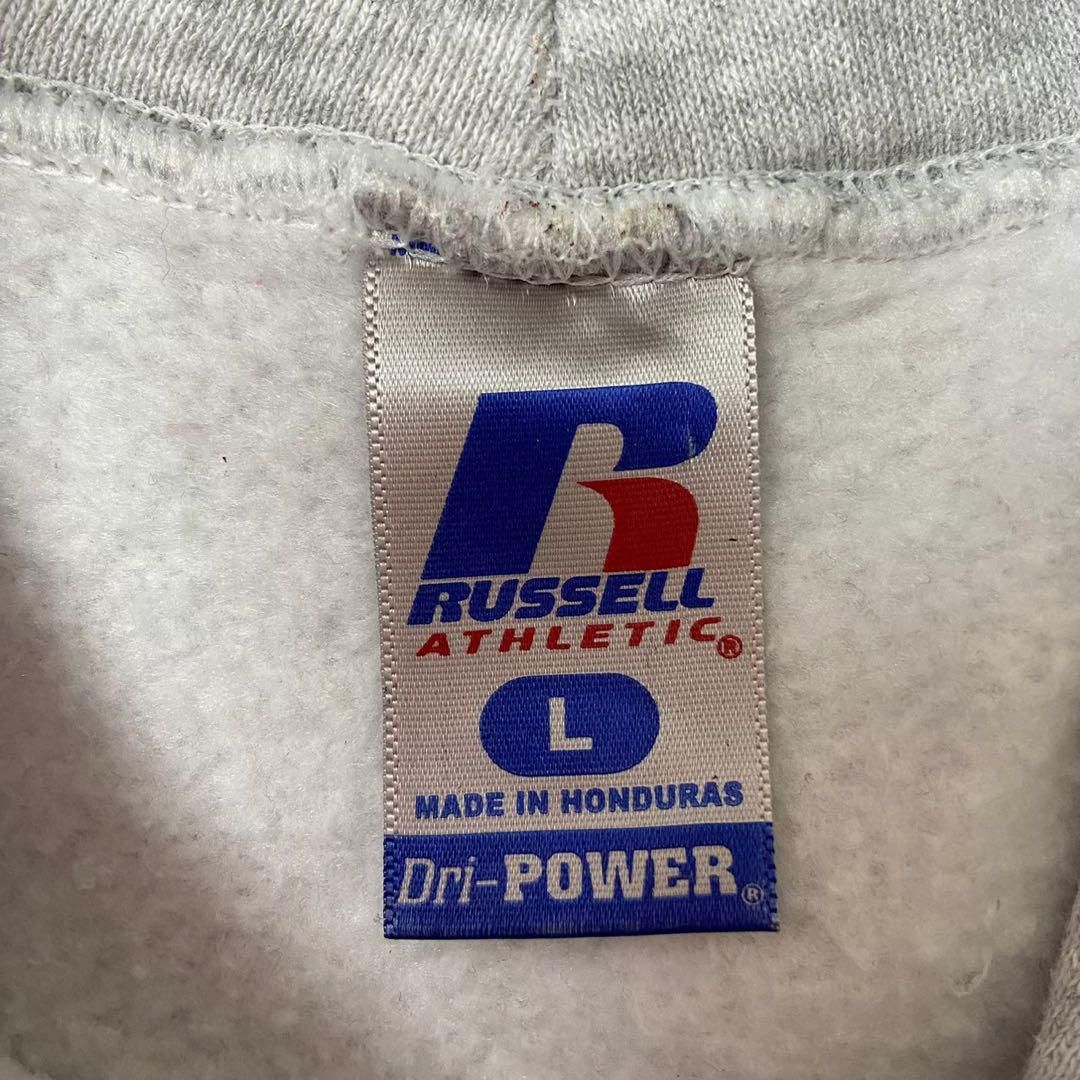 RUSSELL
ATHLETIC®
L
MADE IN HONDURAS
Dri-POWER®